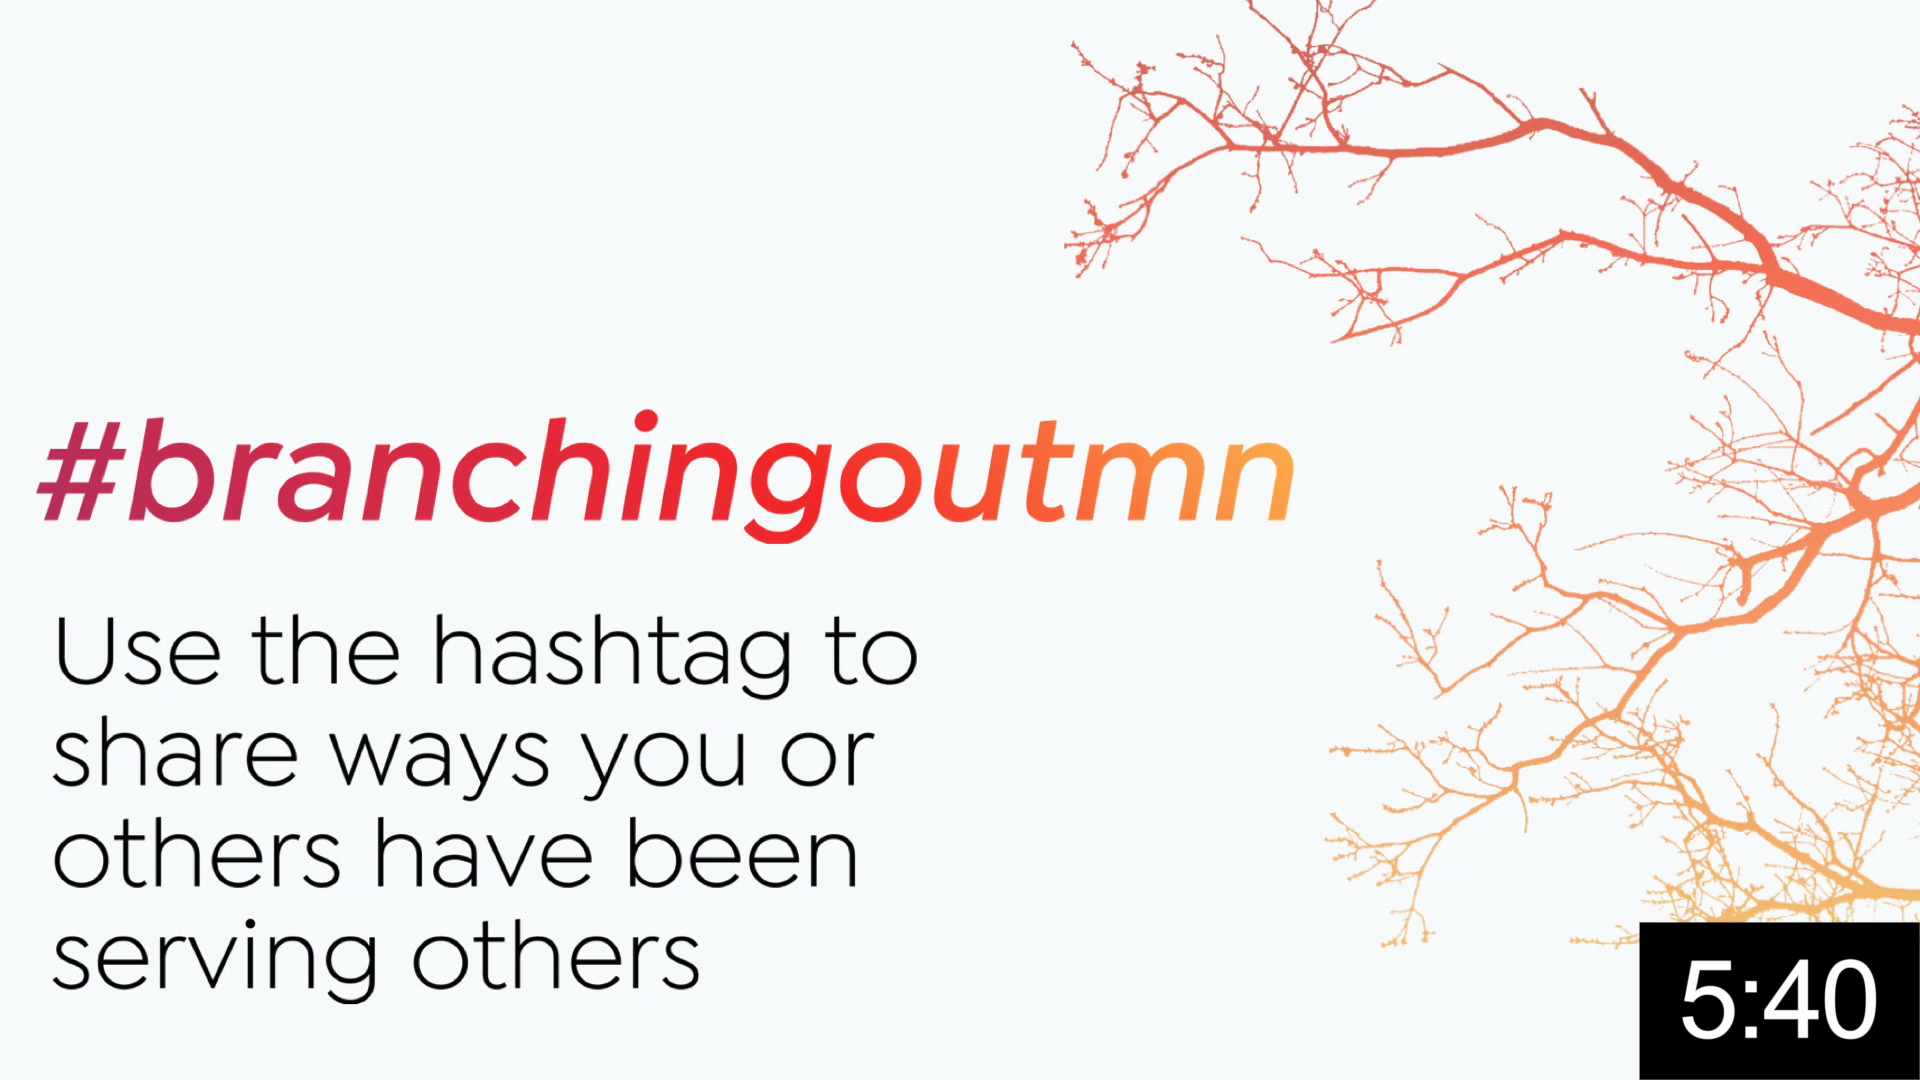 #branchingoutmn
Use the hashtag to
share ways you or
others have been
serving others
5:40